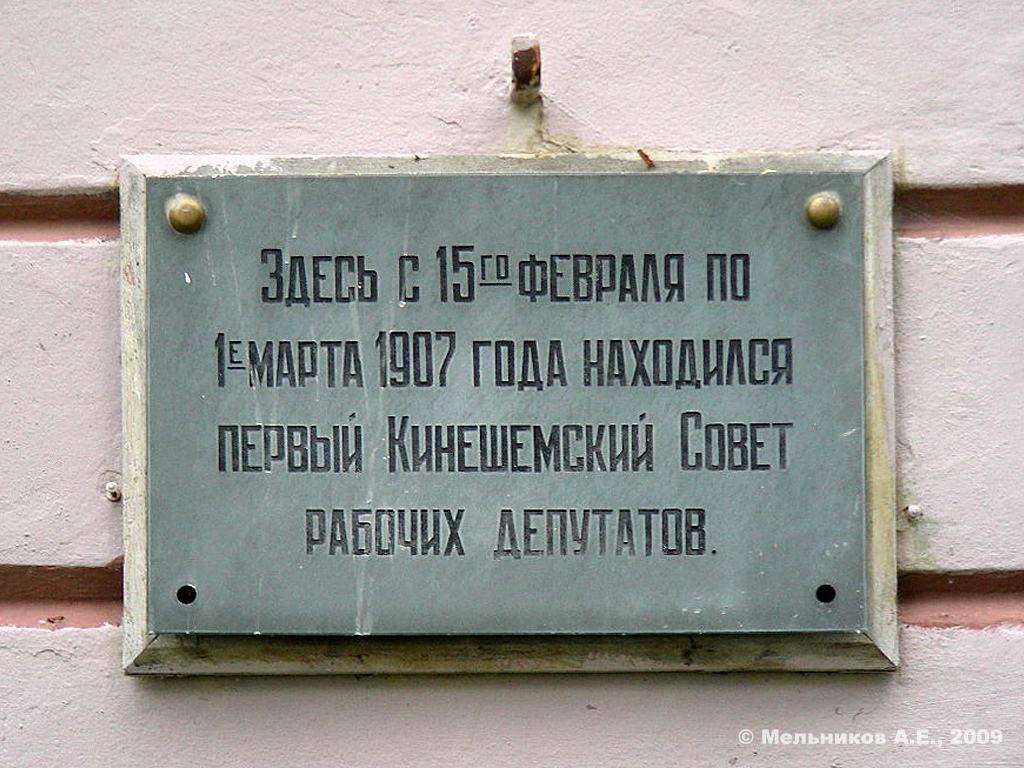 Здесь с 15го февраля по
1е марта 1907 года находился
первый Кинешемский Совет
рабочих депутатов.
© Мельников А.Е., 2009